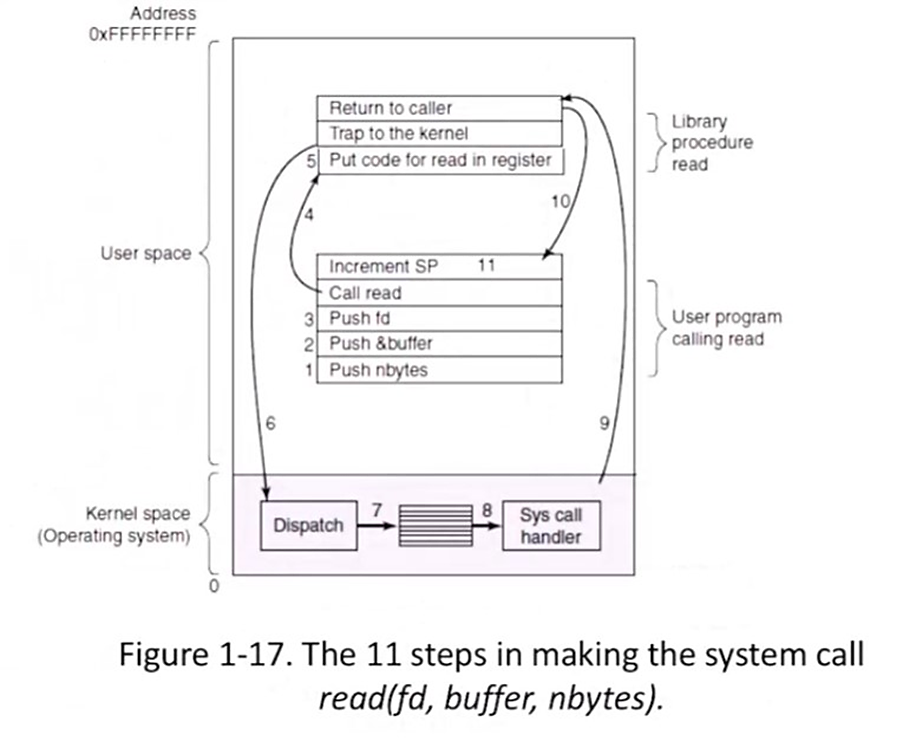 Address
0xFFFFFFFF
Return to caller
Trap to the kernel
5 Put code for read in register
Library
procedure
read
4
10
User space
Increment SP 11
Call read
3 Push fd
2 Push &buffer
1 Push nbytes
User program
calling read
6
9
Kernel space
(Operating system)
Dispatch
7
8
Sys call
handler
0
Figure 1-17. The 11 steps in making the system call
read(fd, buffer, nbytes).